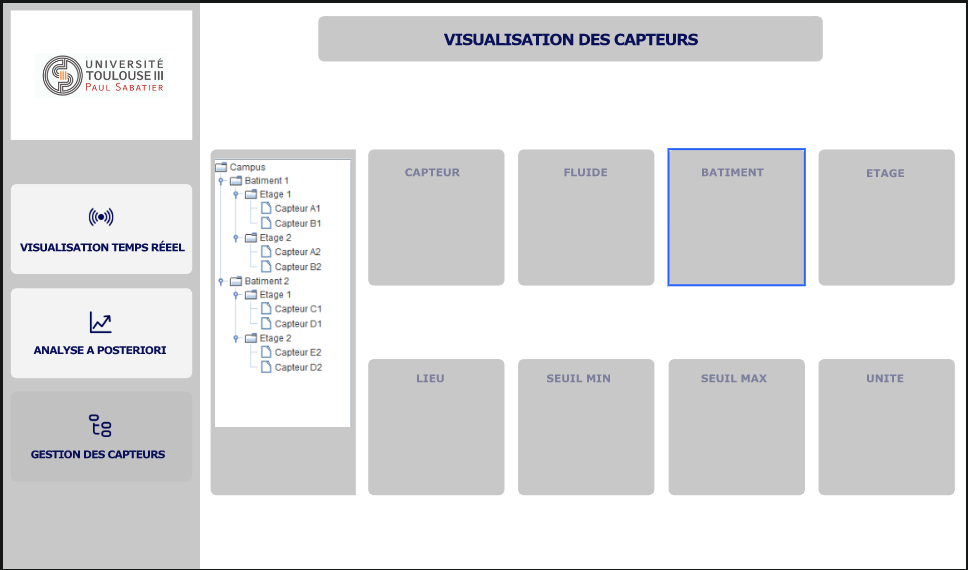 UNIVERSITÉ
TOULOUSE III
PAUL SABATIER
VISUALISATION TEMPS RÉEEL
ANALYSE A POSTERIORI
GESTION DES CAPTEURS
VISUALISATION DES CAPTEURS
Campus
Batiment 1
Etage 1
Capteur A1
Capteur B1
Etage 2
Capteur A2
Capteur B2
Batiment 2
Etage 1
Capteur C1
Capteur D1
Etage 2
Capteur E2
Capteur D2
CAPTEUR
FLUIDE
BATIMENT
ETAGE
LIEU
SEUIL MIN
SEUIL MAX
UNITE